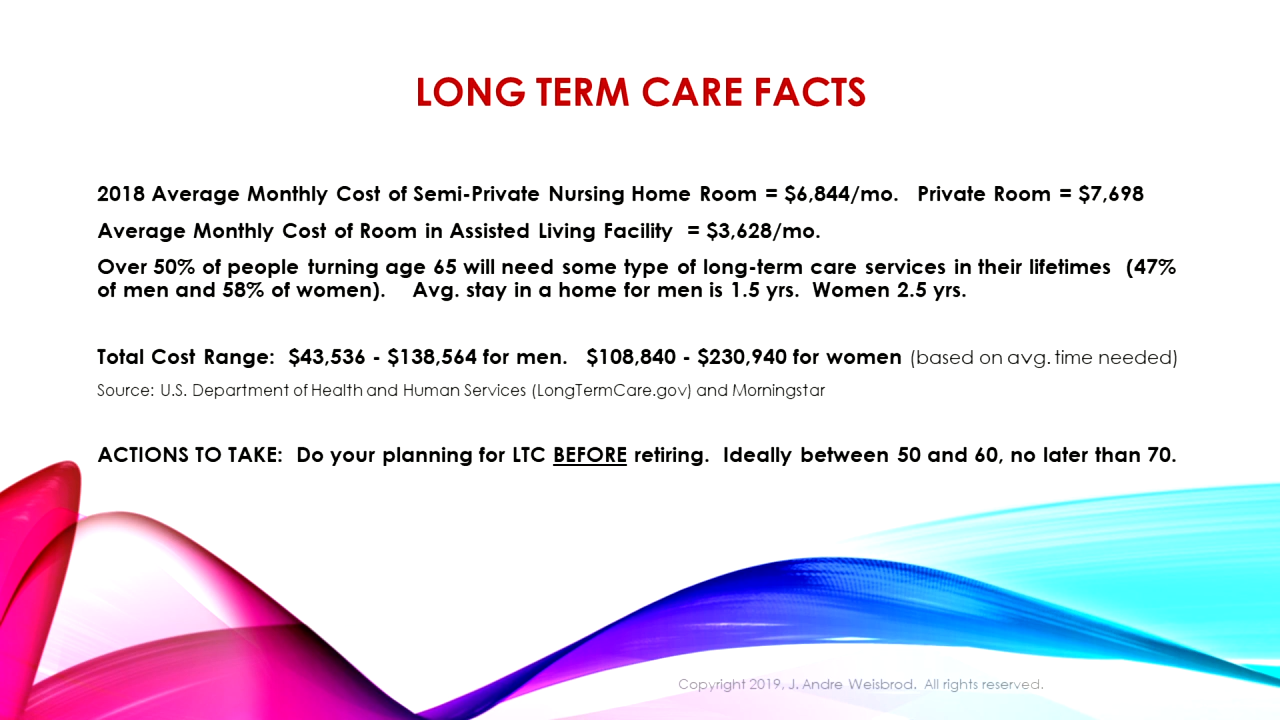 LONG TERM CARE FACTS
2018 Average Monthly Cost of Semi-Private Nursing Home Room = $6,844/mo. Private Room = $7,698
Average Monthly Cost of Room in Assisted Living Facility = $3,628/mo.
Over 50% of people turning age 65 will need some type of long-term care services in their lifetimes (47%
of men and 58% of women). Avg. stay in a home for men is 1.5 yrs. Women 2.5 yrs.
Total Cost Range: $43,536 - $138,564 for men. $108,840 - $230,940 for women (based on avg. time needed)
Source: U.S. Department of Health and Human Services (LongTermCare.gov) and Morningstar
ACTIONS TO TAKE: Do your planning for LTC BEFORE retiring. Ideally between 50 and 60, no later than 70.
Copyright 2019, J. Andre Weisbrod. All rights reserved.